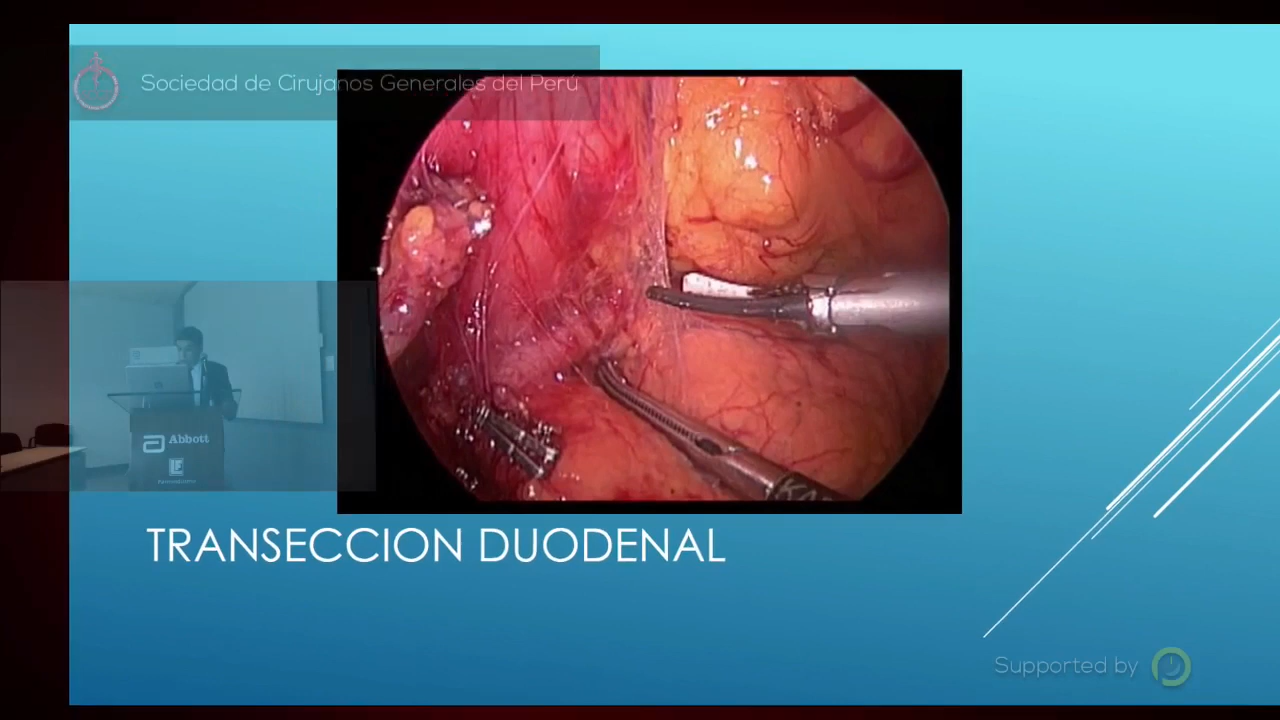 Sociedad de Cirujanos Generales del Perú
Abbott
TRANSECCION DUODENAL
Supported by